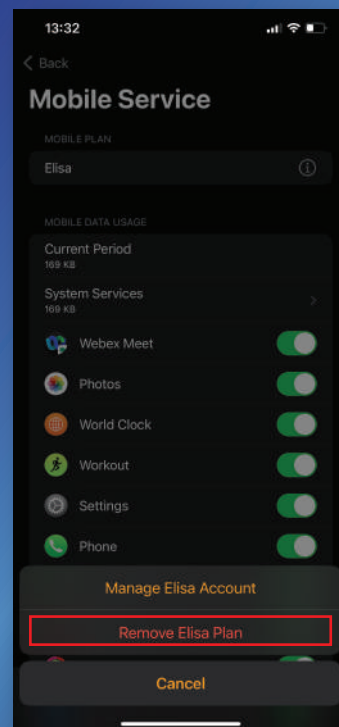 13:32
Back
Mobile Service
MOBILE PLAN
Elisa
MOBILE DATA USAGE
Current Period
169 KB
System Services
169 KB
Webex Meet
Photos
World Clock
Workout
Settings
Phone
Manage Elisa Account
Remove Elisa Plan
Cancel